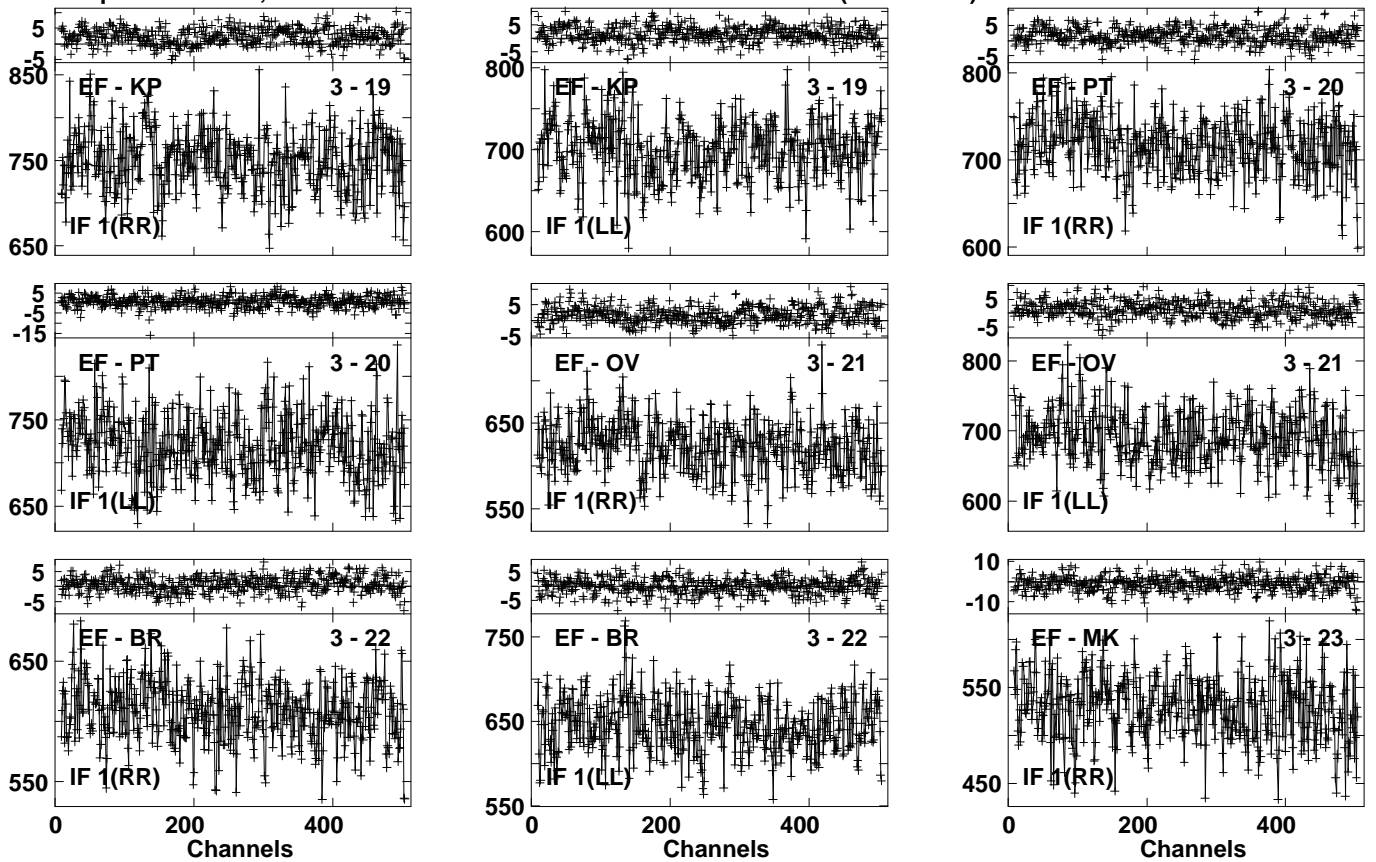 5 5 5
-5 -5 -5
850 EF - KP 3 - 19 800 EF - KP 3 - 19 800 EF - PT 3 - 20
750 700 700
650 IF 1(RR) 600 IF 1(LL) 600 IF 1(RR)
5 5 5
-5 -5 -5
-15
EF - PT 3 - 20 EF - OV 3 - 21 800 EF - OV 3 - 21
750 650 700
650 IF 1(LL) 550 IF 1(RR) 600 IF 1(LL)
5 5 10
-5 -5 -10
EF - BR 3 - 22 750 EF - BR 3 - 22 EF - MK 3 - 23
650 650 550
550 IF 1(RR) 550 IF 1(LL) 450 IF 1(RR)
0 200 400 0 200 400 0 200 400
Channels Channels Channels